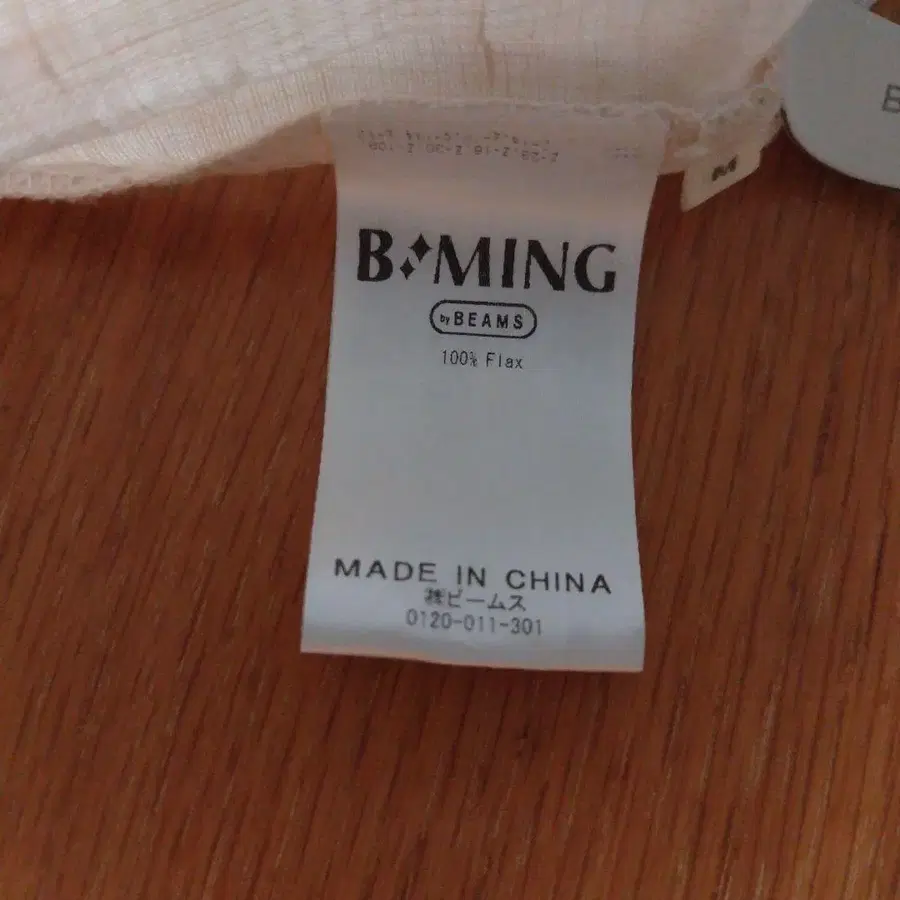 M
B
B✦MING
by BEAMS
100% Flax
MADE IN CHINA
㈱ビームス
0120-011-301